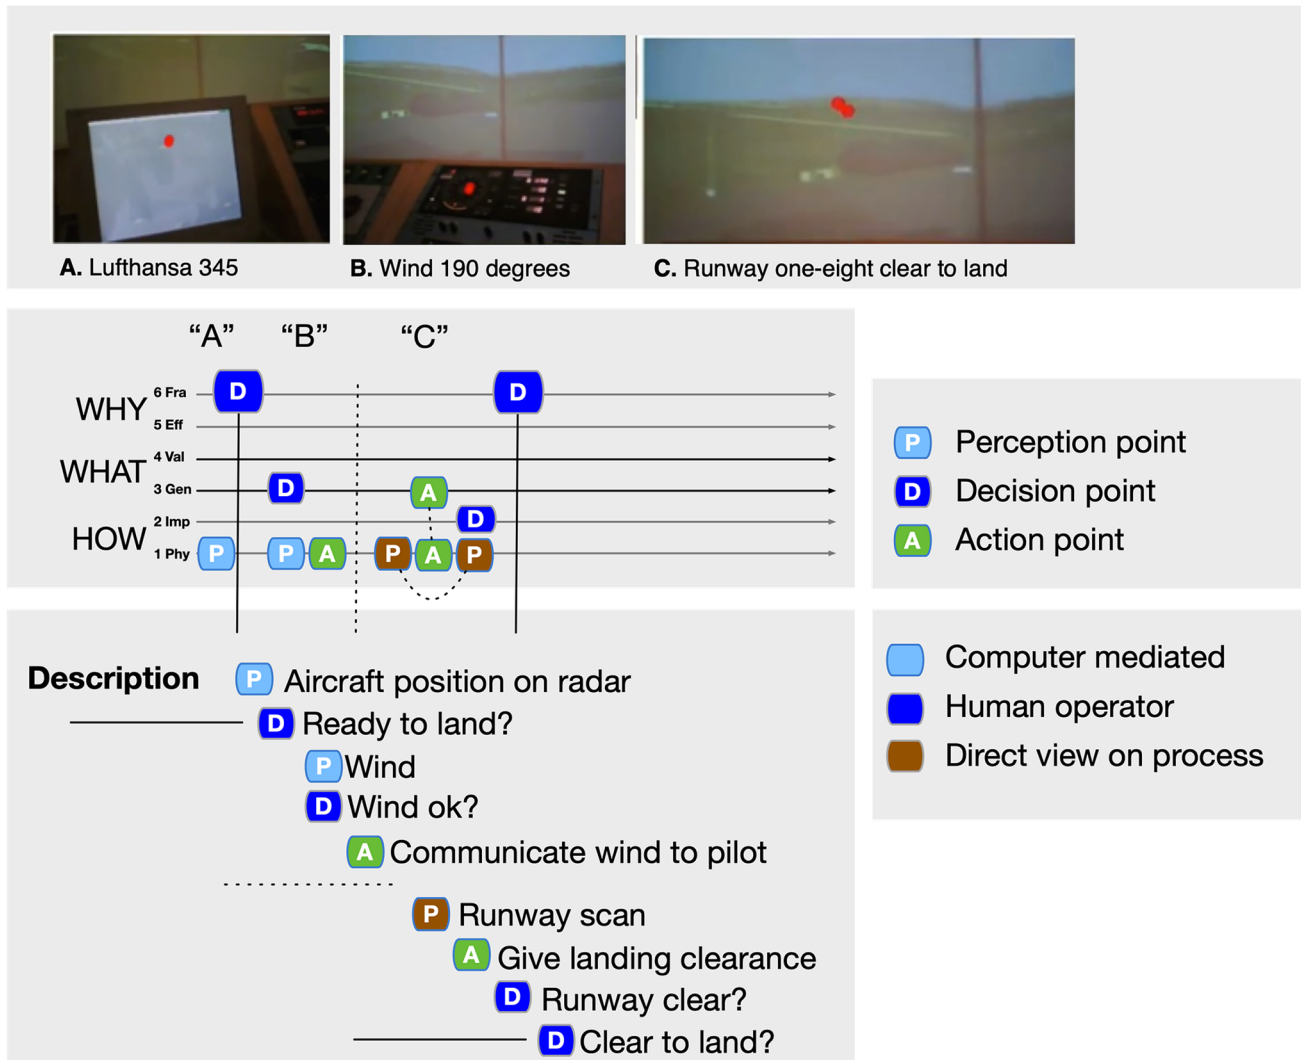 A. Lufthansa 345
B. Wind 190 degrees
C. Runway one-eight clear to land
“A” “B” “C”
WHY
6 Fra
D
D
5 Eff
WHAT
4 Val
3 Gen
D
A
HOW
2 Imp
D
1 Phy
P
P
A
P
A
P
P Perception point
D Decision point
A Action point
Computer mediated
Human operator
Direct view on process
Description
P Aircraft position on radar
D Ready to land?
P Wind
D Wind ok?
A Communicate wind to pilot
P Runway scan
A Give landing clearance
D Runway clear?
D Clear to land?